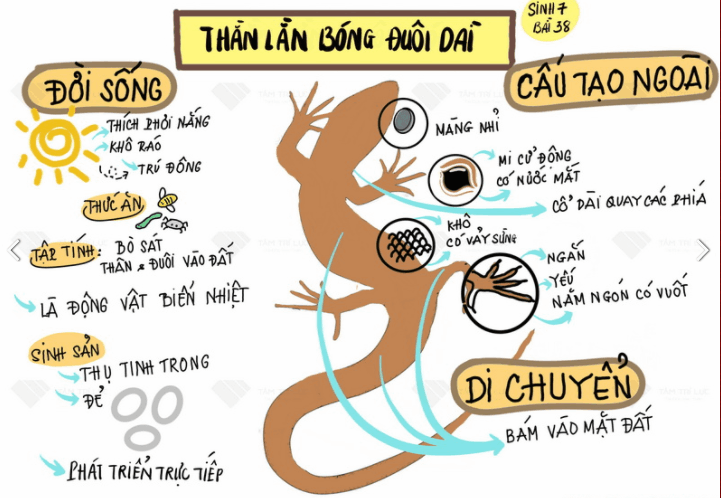 THẰN LẰN BÓNG ĐUÔI DÀI
SINH 7
BÀI 38
ĐỜI SỐNG
THÍCH PHƠI NẮNG
KHÔ RÁO
TRÚ ĐÔNG
THỨC ĂN
TẬP TÍNH: BÒ SÁT
THÂN & ĐUÔI VÀO ĐẤT
LÀ ĐỘNG VẬT BIẾN NHIỆT
SINH SẢN
THỤ TINH TRONG
ĐẺ
PHÁT TRIỂN TRỰC TIẾP
CẤU TẠO NGOÀI
MÀNG NHĨ
MI CỬ ĐỘNG
CÓ NƯỚC MẮT
CỔ DÀI QUAY CÁC PHIÁ
KHÔ
CÓ VẢY SỪNG
NGẮN
YẾU
NĂM NGÓN CÓ VUỐT
DI CHUYỂN
BÁM VÀO MẶT ĐẤT